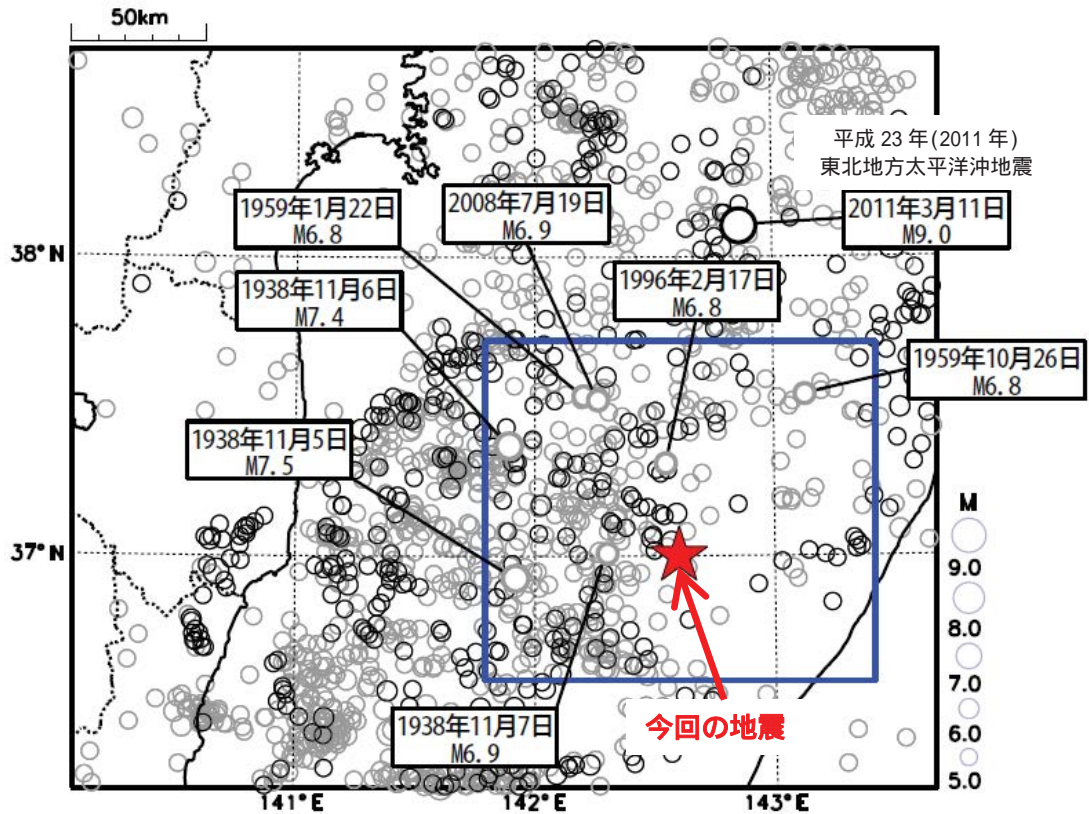 50km
平成 23 年(2011 年)
東北地方太平洋沖地震
1959年1月22日
M6.8
2008年7月19日
M6.9
2011年3月11日
M9.0
38°N
1938年11月6日
M7.4
1996年2月17日
M6.8
1959年10月26日
M6.8
1938年11月5日
M7.5
37°N
M
9.0
8.0
7.0
6.0
5.0
今回の地震
1938年11月7日
M6.9
141°E
142°E
143°E